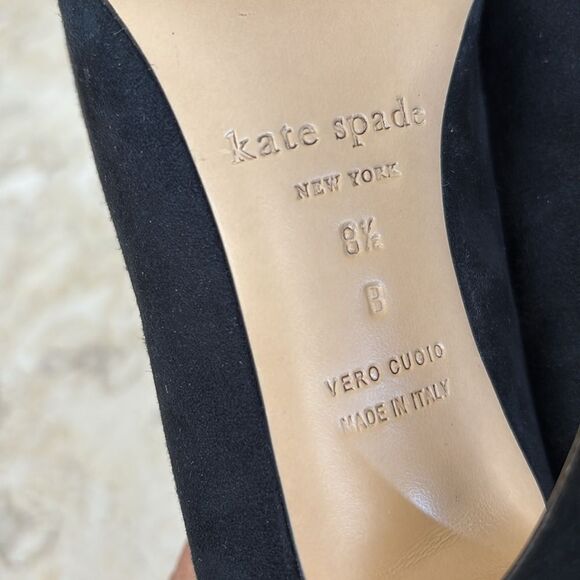 kate spade
NEW YORK
8½
B
VERO CUOIO
MADE IN ITALY